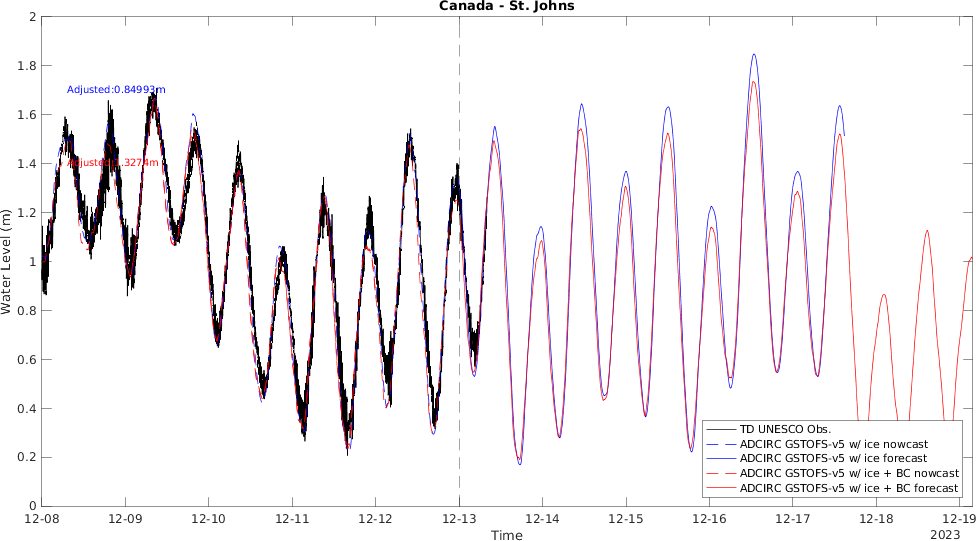 Canada - St. Johns
2
1.8
Adjusted:0.84993m
1.6
1.4
1.2
1
0.8
0.6
0.4
0.2
0
Water Level (m)
TD UNESCO Obs.
ADCIRC GSTOFS-v5 w/ ice nowcast
ADCIRC GSTOFS-v5 w/ ice forecast
ADCIRC GSTOFS-v5 w/ ice + BC nowcast
ADCIRC GSTOFS-v5 w/ ice + BC forecast
12-08 12-09 12-10 12-11 12-12 12-13 12-14 12-15 12-16 12-17 12-18 12-19
Time
2023